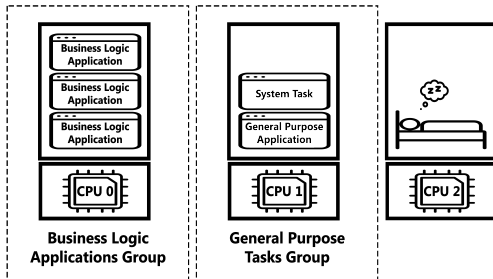 Business Logic
Application
Business Logic
Application
Business Logic
Application
CPU 0
Business Logic
Applications Group
System Task
General Purpose
Application
CPU 1
General Purpose
Tasks Group
z z
CPU 2